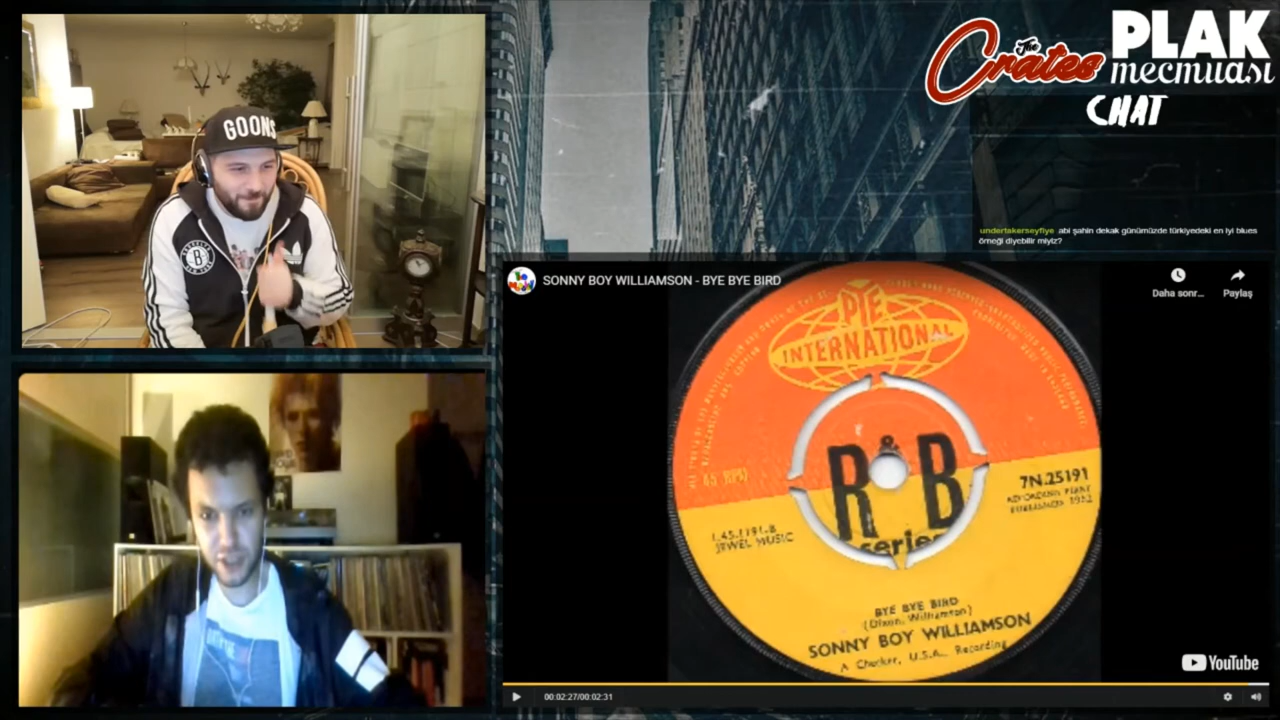 The Crates
PLAK
mecmuası
CHAT
GOONS
BROOKLYN
B
undertakerseyfiye abi şahin dekak günümüzde türkiyedeki en iyi blues
örneği diyebilir miyiz?
SONNY BOY WILLIAMSON - BYE BYE BIRD
Daha sonr...
Paylaş
PYE
INTERNATIONAL
45 RPM
R & B
series
7N.25191
JEWEL MUSIC
BYE BYE BIRD
(Dixon, Williamson)
SONNY BOY WILLIAMSON
A Checker, U.S.A., Recording
YouTube
00:02:27/00:02:31